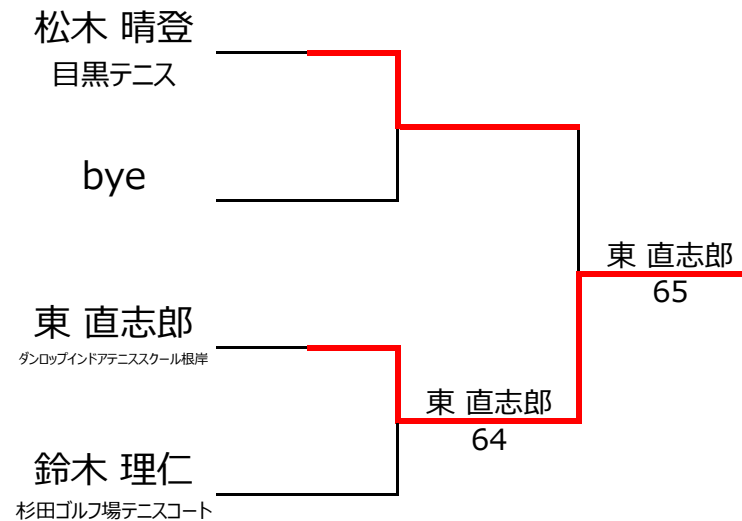 松木 晴登
目黒テニス
bye
東 直志郎
65
東 直志郎
ダンロップインドアテニススクール根岸
東 直志郎
64
鈴木 理仁
杉田ゴルフ場テニスコート